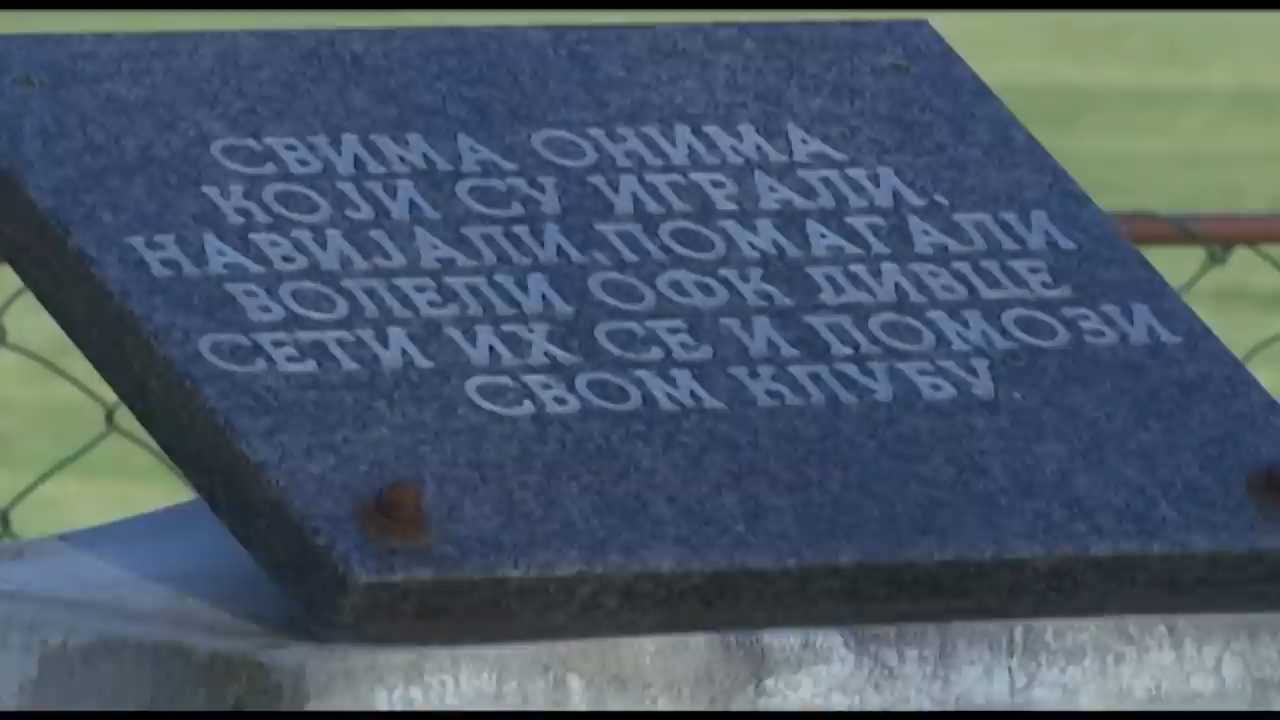 СВИМА ОНИМА
КОЈИ СУ ИГРАЛИ,
НАВИЈАЛИ,ПОМАГАЛИ
ВОЛЕЛИ ОФК ДИВЦЕ
СЕТИ ИХ СЕ И ПОМОЗИ
СВОМ КЛУБУ.